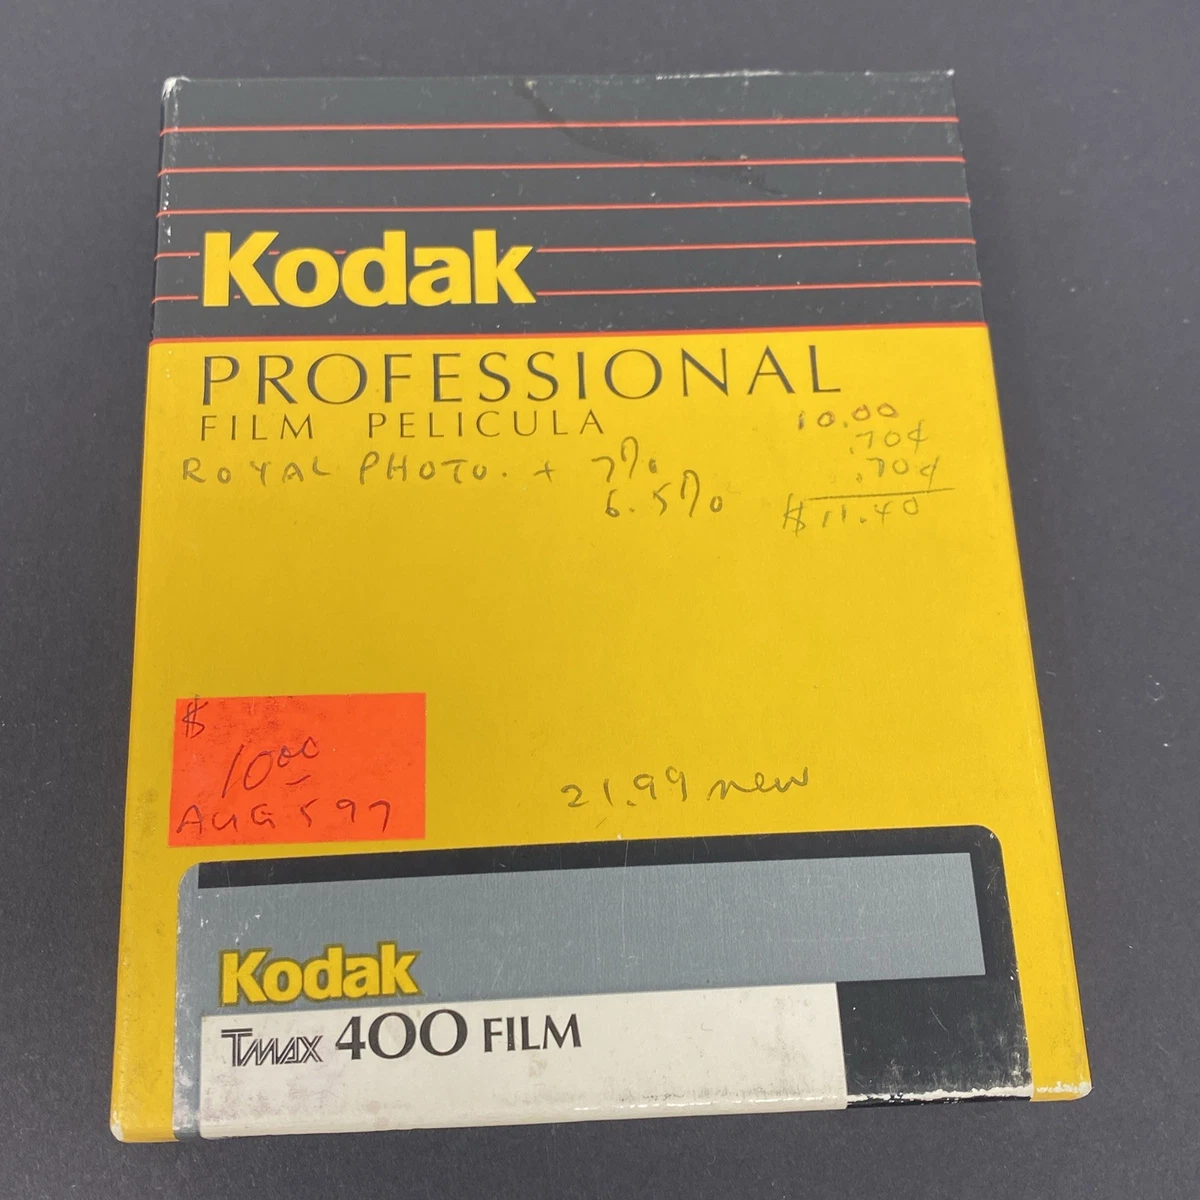 Kodak
PROFESSIONAL
FILM PELICULA
ROYAL PHOTO. + 7%
6.5%
10.00
.70¢
.70¢
$11.40
$
10.00
AUG 5 97
21.99 new
Kodak
TMAX 400 FILM